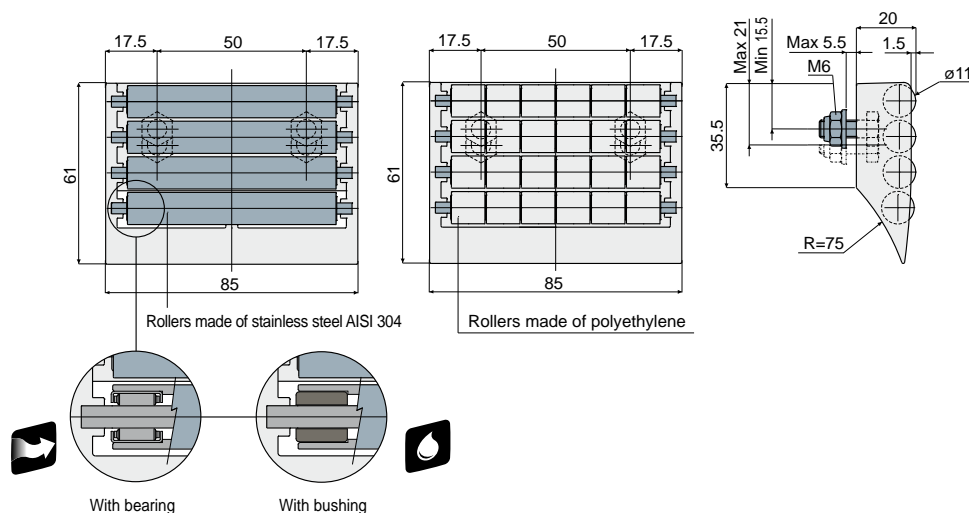 17.5 50 17.5
61
85
Rollers made of stainless steel AISI 304
17.5 50 17.5
61
85
Rollers made of polyethylene
20
Max 5.5
1.5
Max 21
Min 15.5
M6
ø11
35.5
R=75
With bearing
With bushing